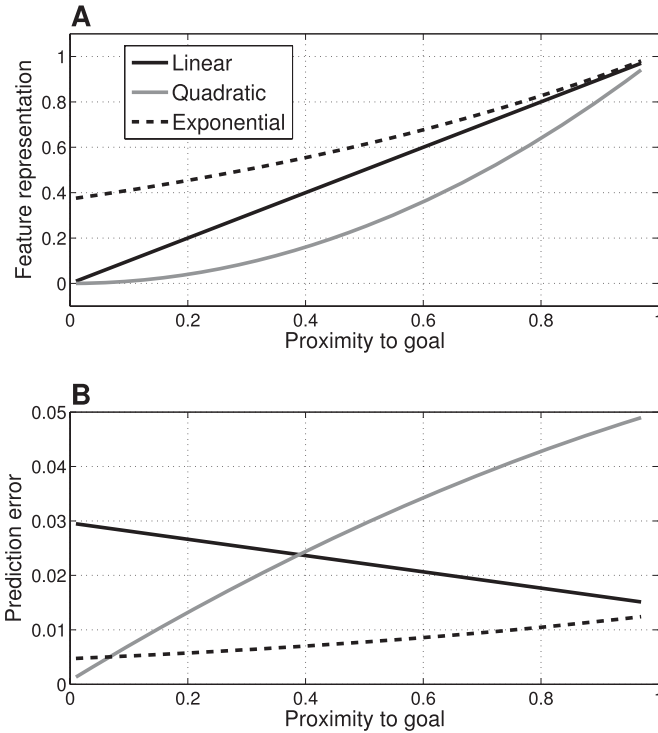 A
1
0.8
0.6
0.4
0.2
0
Feature representation
Linear
Quadratic
Exponential
0 0.2 0.4 0.6 0.8 1
Proximity to goal
B
0.05
0.04
0.03
0.02
0.01
0
Prediction error
0 0.2 0.4 0.6 0.8
Proximity to goal